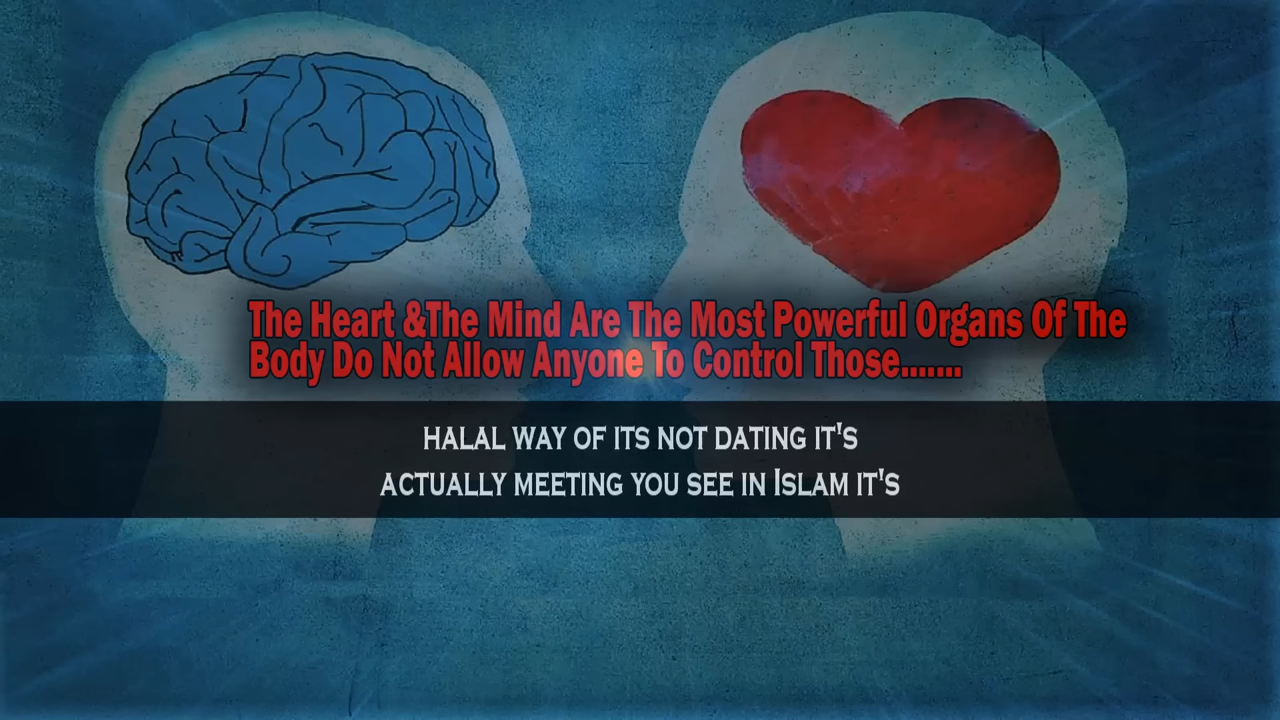 The Heart &The Mind Are The Most Powerful Organs Of The
Body Do Not Allow Anyone To Control Those.......
HALAL WAY OF ITS NOT DATING IT'S
ACTUALLY MEETING YOU SEE IN ISLAM IT'S